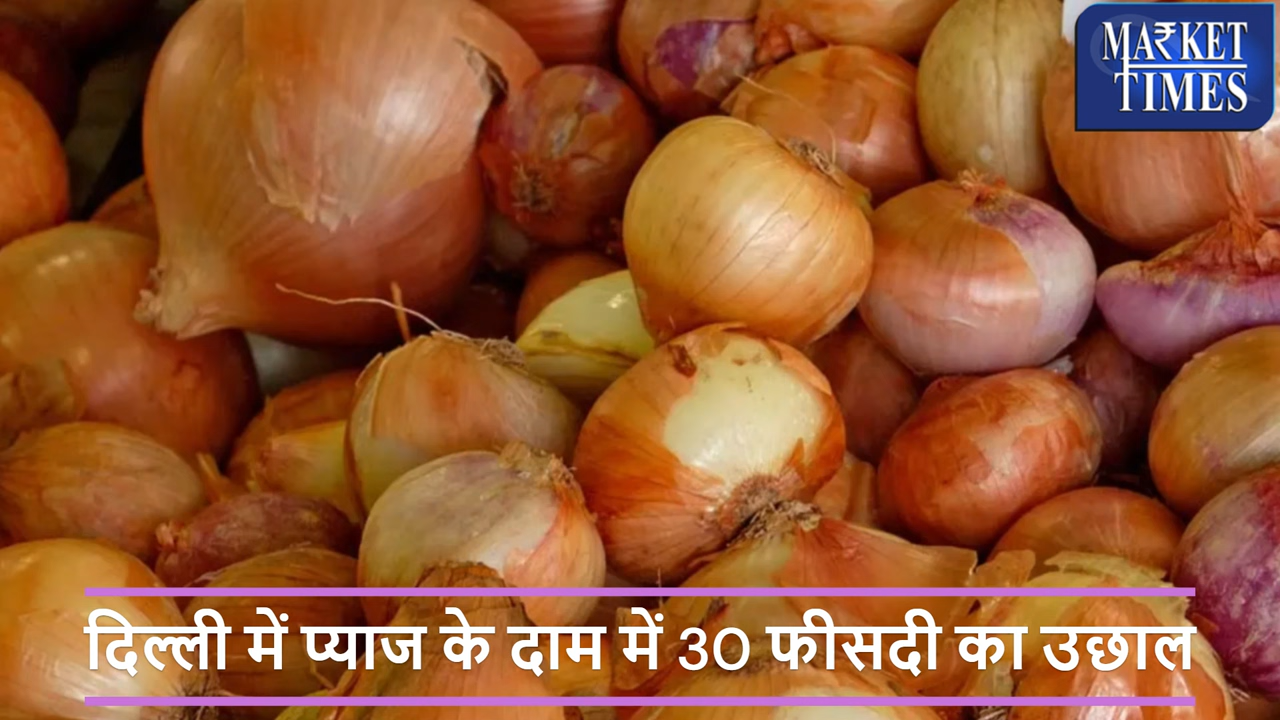 MA₹KET
TIMES
दिल्ली में प्याज के दाम में 30 फीसदी का उछाल